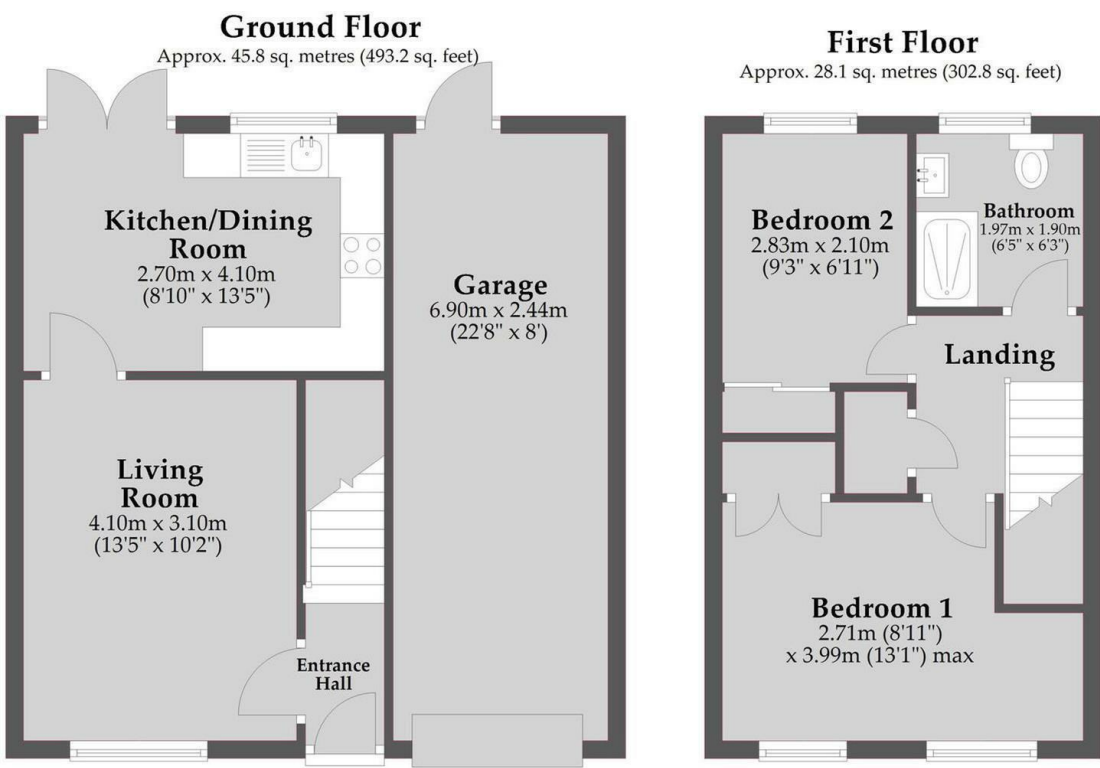 Ground Floor
Approx. 45.8 sq. metres (493.2 sq. feet)
Kitchen/Dining
Room
2.70m x 4.10m
(8'10" x 13'5")
Garage
6.90m x 2.44m
(22'8" x 8')
Living
Room
4.10m x 3.10m
(13'5" x 10'2")
Entrance
Hall
First Floor
Approx. 28.1 sq. metres (302.8 sq. feet)
Bedroom 2
2.83m x 2.10m
(9'3" x 6'11")
Bathroom
1.97m x 1.90m
(6'5" x 6'3")
Landing
Bedroom 1
2.71m (8'11")
x 3.99m (13'1") max